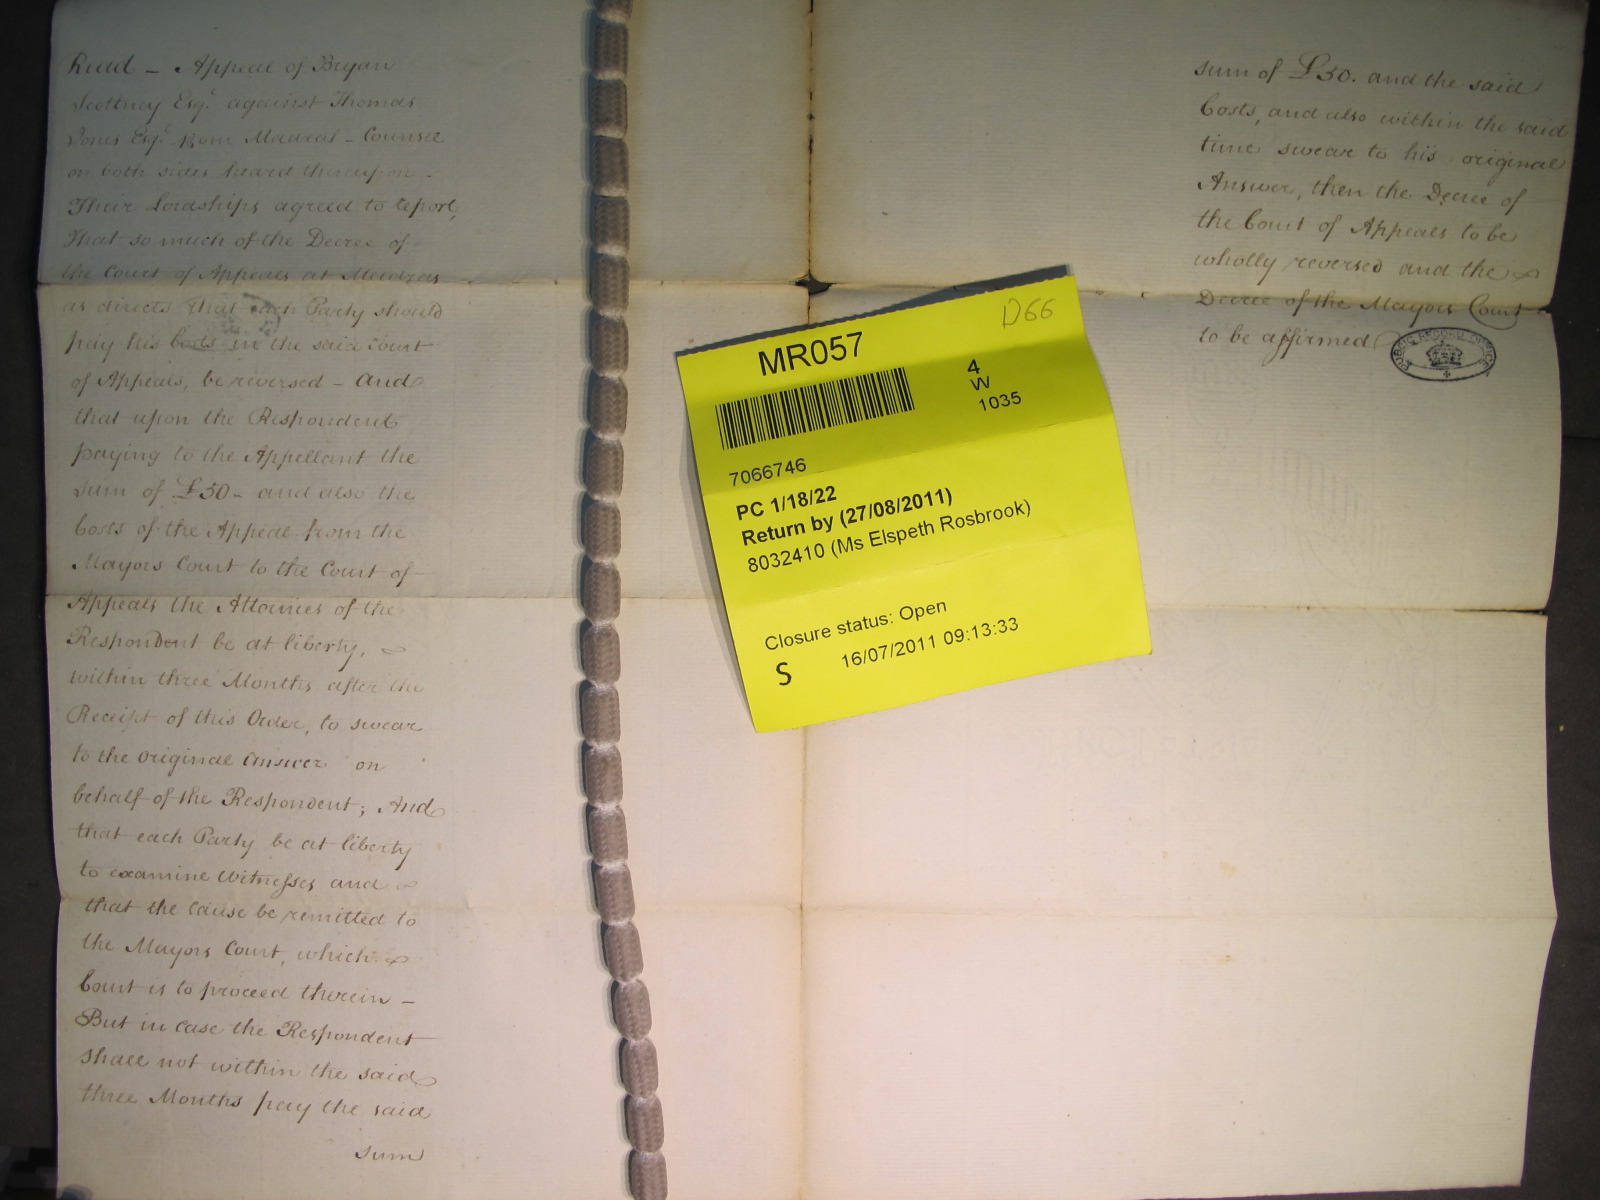 Read – Appeal of Bryan
Scottney Esqr. against Thomas
Jones Esqr. from Madras – Counsel
on both sides heard thereupon –
Their Lordships agreed to report,
That so much of the Decree of
the Court of Appeals at Madras
as directs that each Party should
pay his Costs in the said Court
of Appeals, be reversed – and
that upon the Respondent
paying to the Appellant the
sum of £50 – and also the
Costs of the Appeal from the
Mayors Court to the Court of
Appeals the Attornies of the
Respondent be at liberty,
within three Months after the
Receipt of this Order, to swear
to the original Answer on
behalf of the Respondent; And
that each Party be at liberty
to examine Witnesses and
that the Cause be remitted to
the Mayors Court, which
Court is to proceed therein –
But in case the Respondent
shall not within the said
three Months pay the said
sum
sum of £50. and the said
Costs, and also within the said
time swear to his original
Answer, then the Decree of
the Court of Appeals to be
wholly reversed and the
Decree of the Mayors Court
to be affirmed
PUBLIC RECORD OFFICE
D66
MR057
4
W
1035
7066746
PC 1/18/22
Return by (27/08/2011)
8032410 (Ms Elspeth Rosbrook)
Closure status: Open
S 16/07/2011 09:13:33